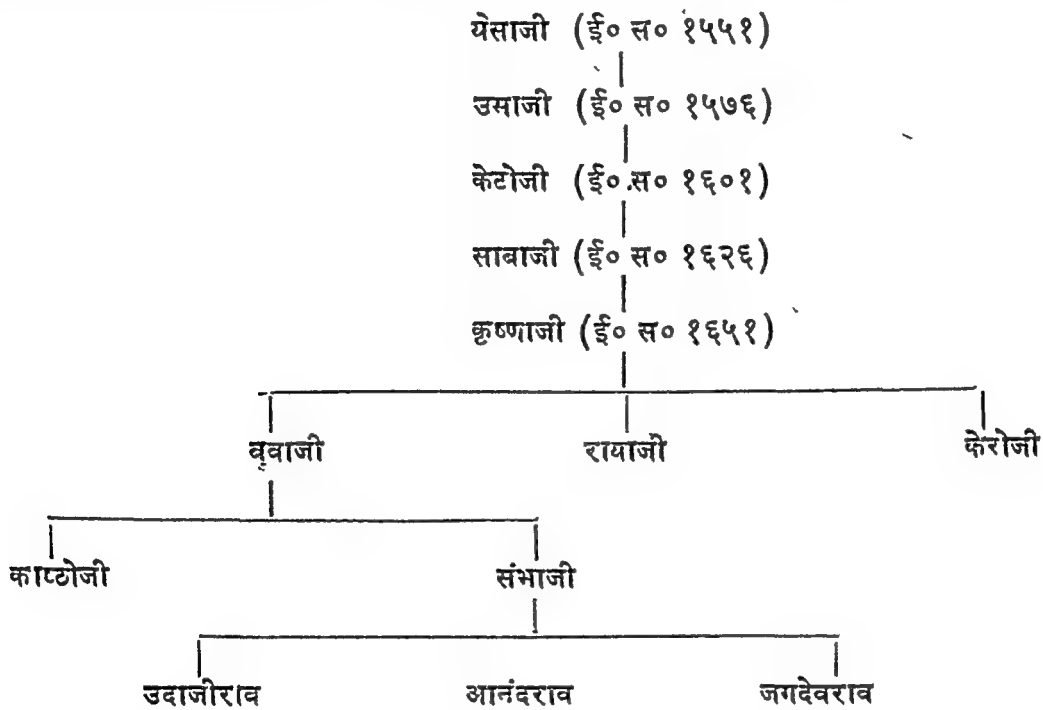 येसाजी (ई० स० १५५१)
उमाजी (ई० स० १५७६)
केटोजी (ई० स० १६०१)
साबाजी (ई० स० १६२६)
कृष्णाजी (ई० स० १६५१)
बुवाजी रायाजी केरोजी
काप्ठोजी संभाजी
उदाजीराव आनंदराव जगदेवराव